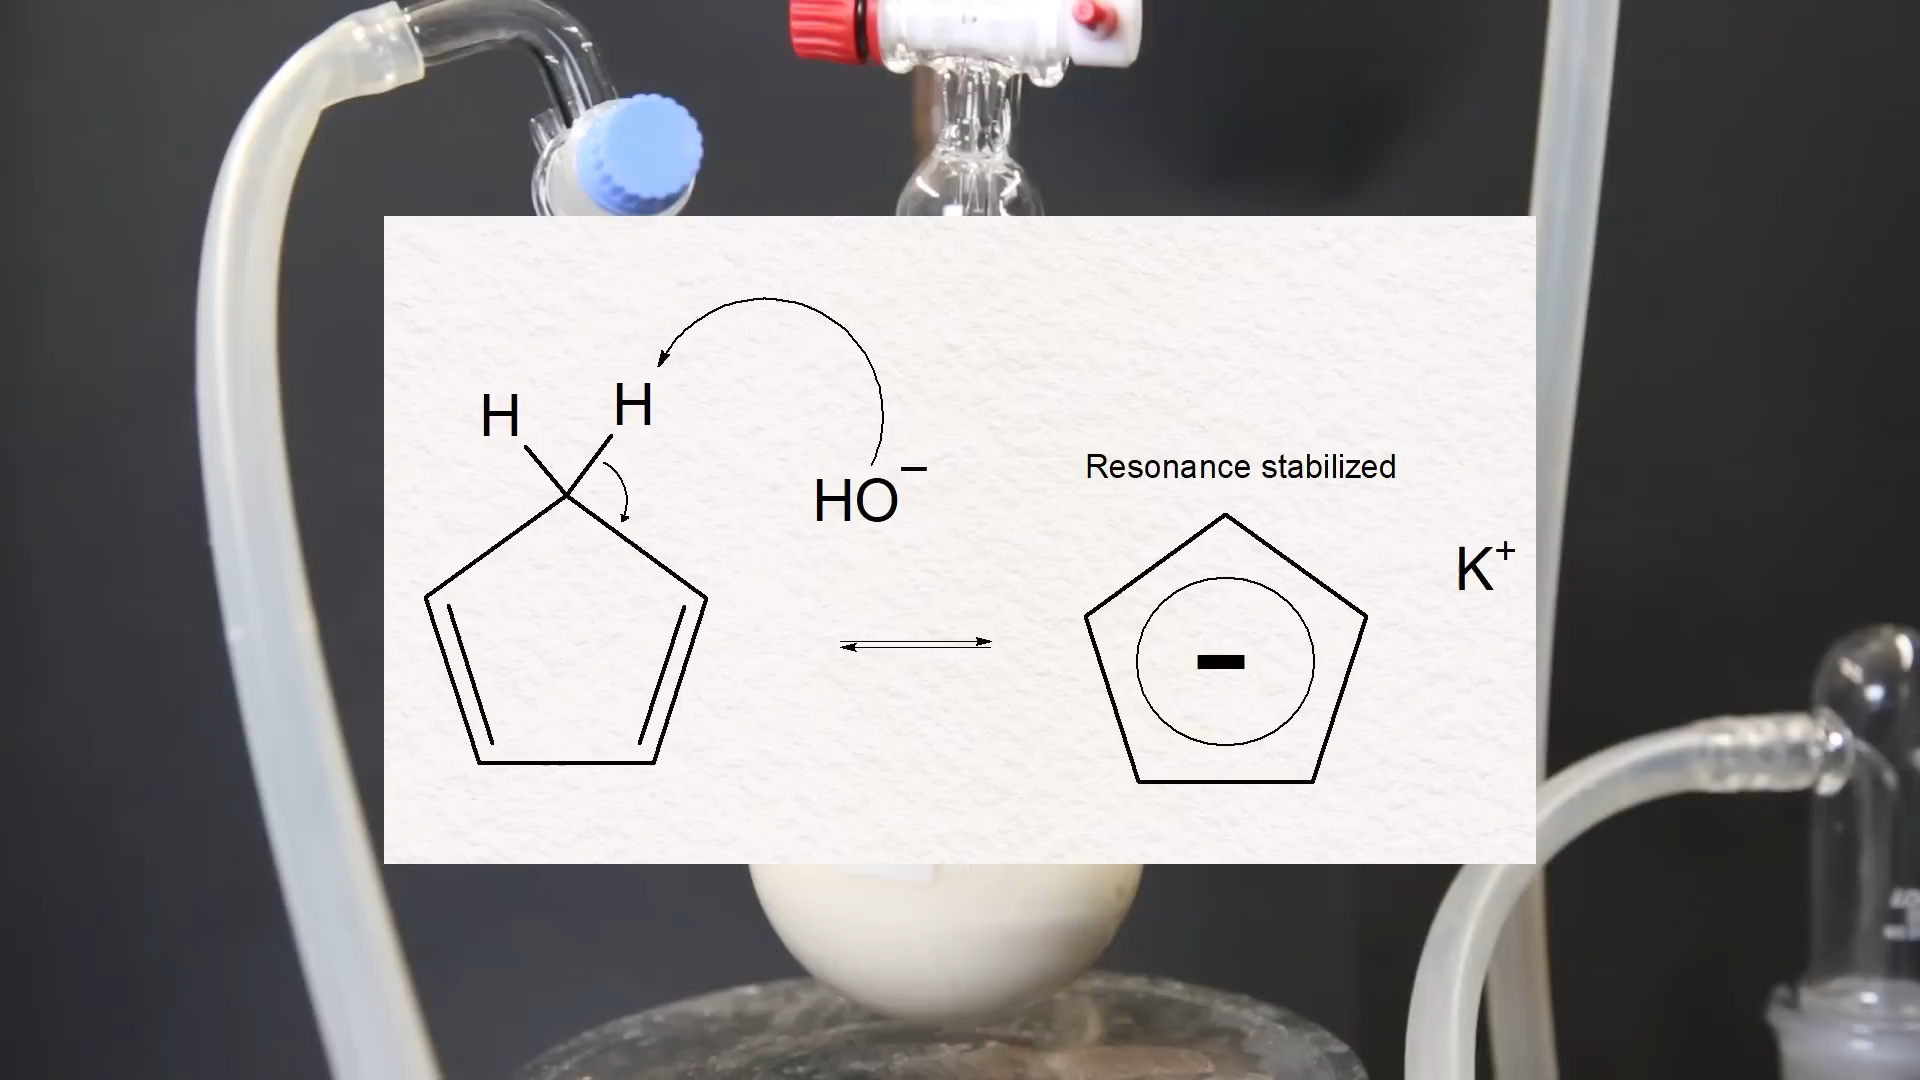 H
H
HO⁻
Resonance stabilized
K⁺
-